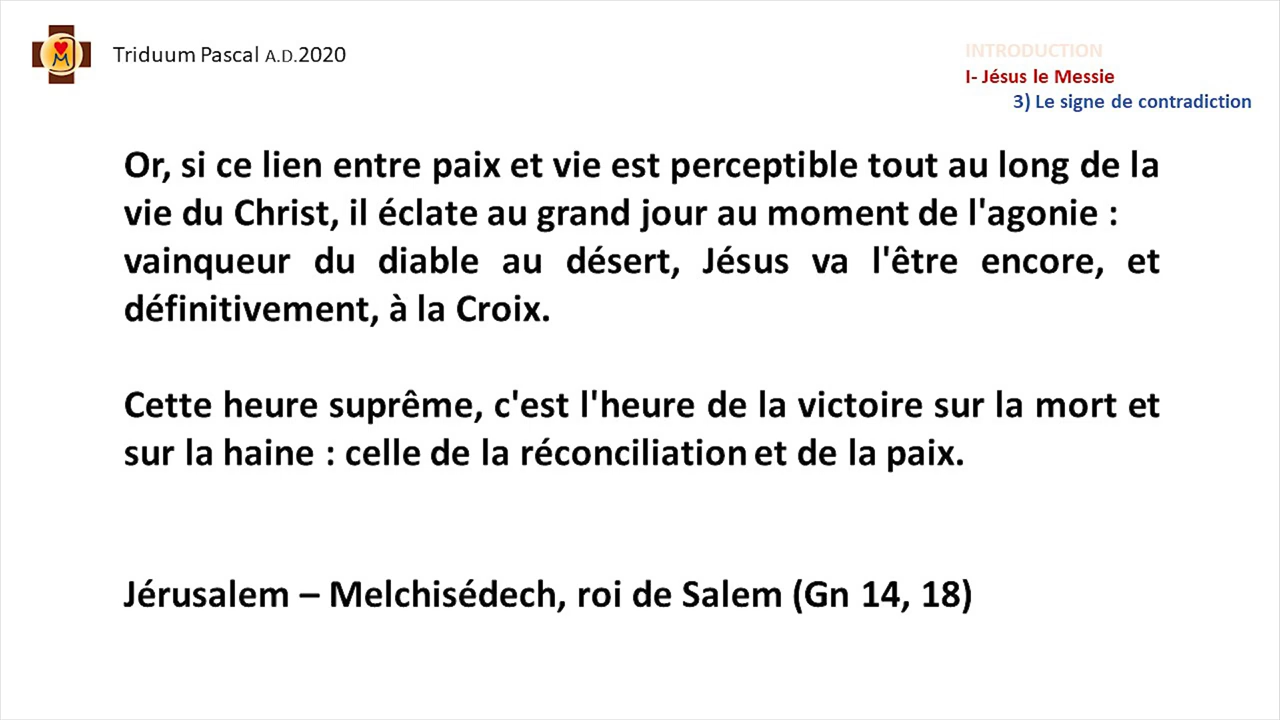 Triduum Pascal A.D.2020
INTRODUCTION
I- Jésus le Messie
3) Le signe de contradiction
Or, si ce lien entre paix et vie est perceptible tout au long de la
vie du Christ, il éclate au grand jour au moment de l'agonie :
vainqueur du diable au désert, Jésus va l'être encore, et
définitivement, à la Croix.
Cette heure suprême, c'est l'heure de la victoire sur la mort et
sur la haine : celle de la réconciliation et de la paix.
Jérusalem – Melchisédech, roi de Salem (Gn 14, 18)